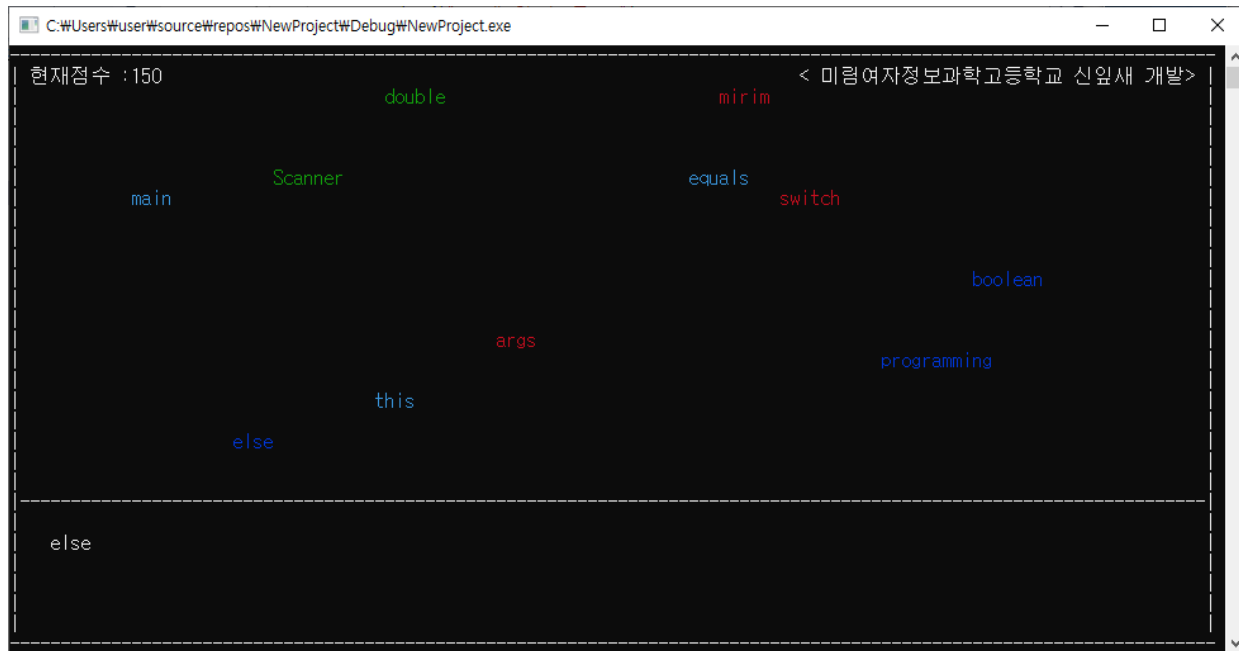 C:₩Users₩user₩source₩repos₩NewProject₩Debug₩NewProject.exe
현재점수 :150 < 미림여자정보과학고등학교 신잎새 개발>
double mirim
Scanner equals
main switch
boolean
args
programming
this
else
else